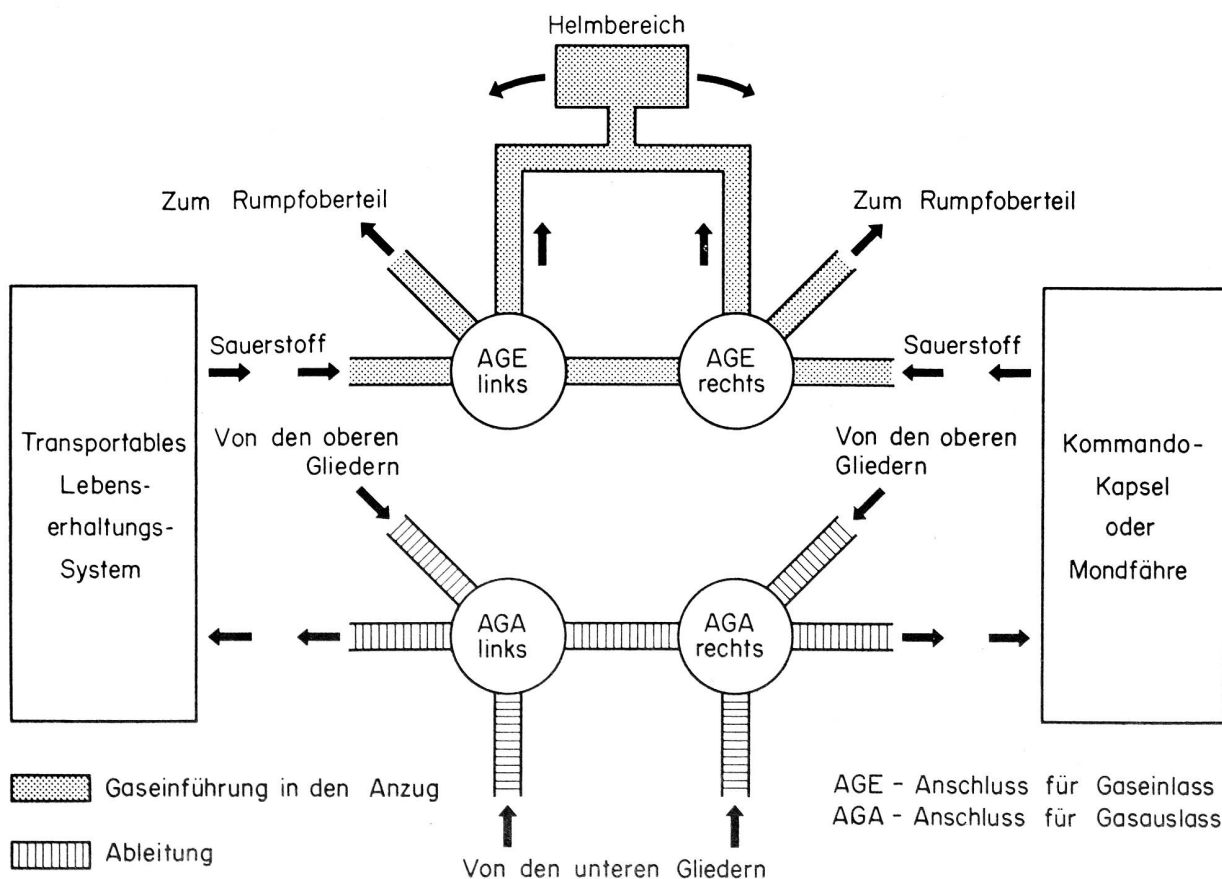 Helmbereich
Zum Rumpfoberteil
Zum Rumpfoberteil
Sauerstoff
AGE
links
AGE
rechts
Sauerstoff
Transportables
Lebens-
erhaltungs-
System
Von den oberen
Gliedern
Von den oberen
Gliedern
Kommando-
Kapsel
oder
Mondfähre
AGA
links
AGA
rechts
Gaseinführung in den Anzug
Ableitung
Von den unteren Gliedern
AGE - Anschluss für Gaseinlass
AGA - Anschluss für Gasauslass